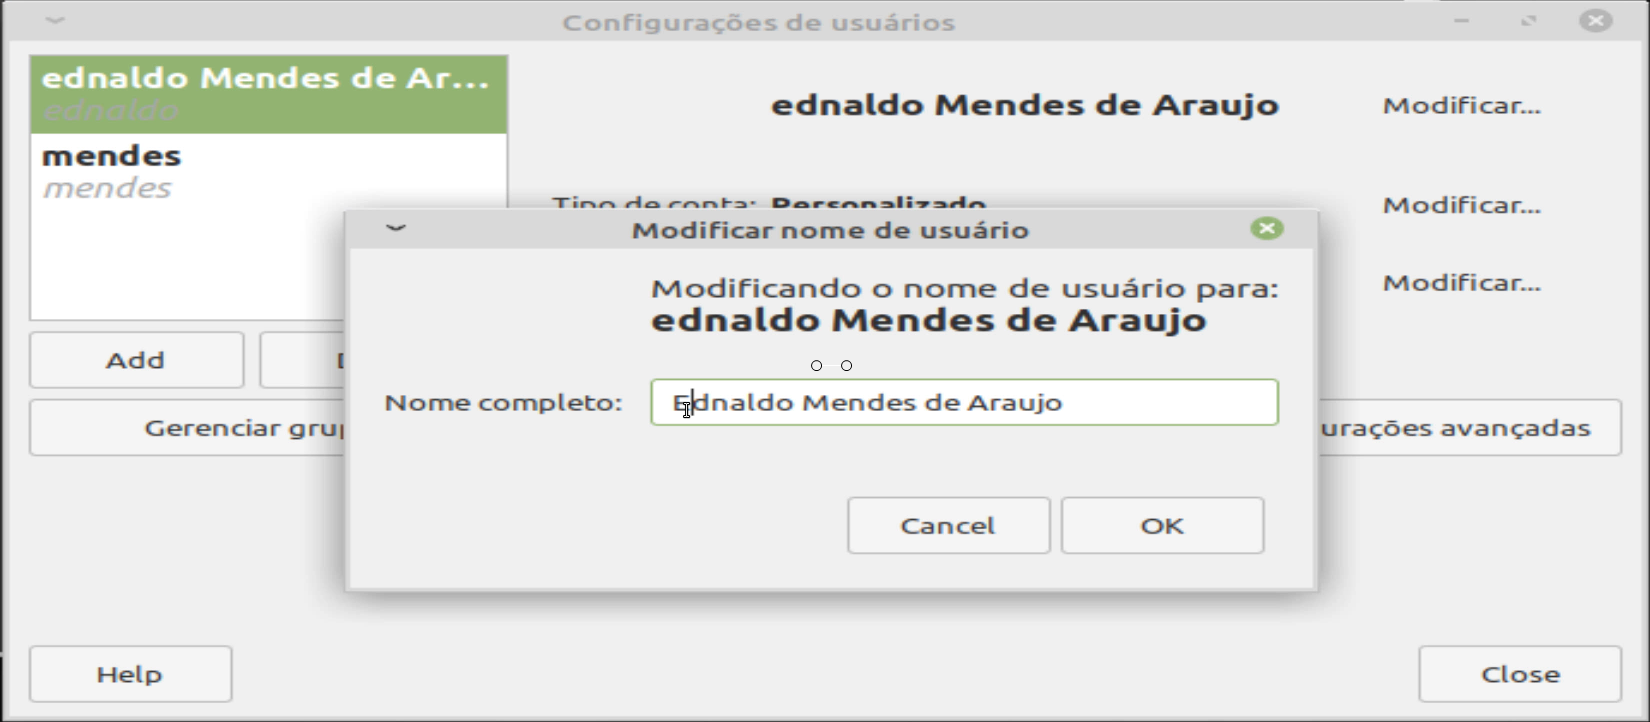 Configurações de usuários
ednaldo Mendes de Ar...
ednaldo
mendes
mendes
ednaldo Mendes de Araujo
Modificar...
Tipo de conta: Personalizado
Modificar...
Modificar...
Modificar nome de usuário
Modificando o nome de usuário para:
ednaldo Mendes de Araujo
Nome completo:
Ednaldo Mendes de Araujo
Cancel
OK
Add
Gerenciar gru
urações avançadas
Help
Close